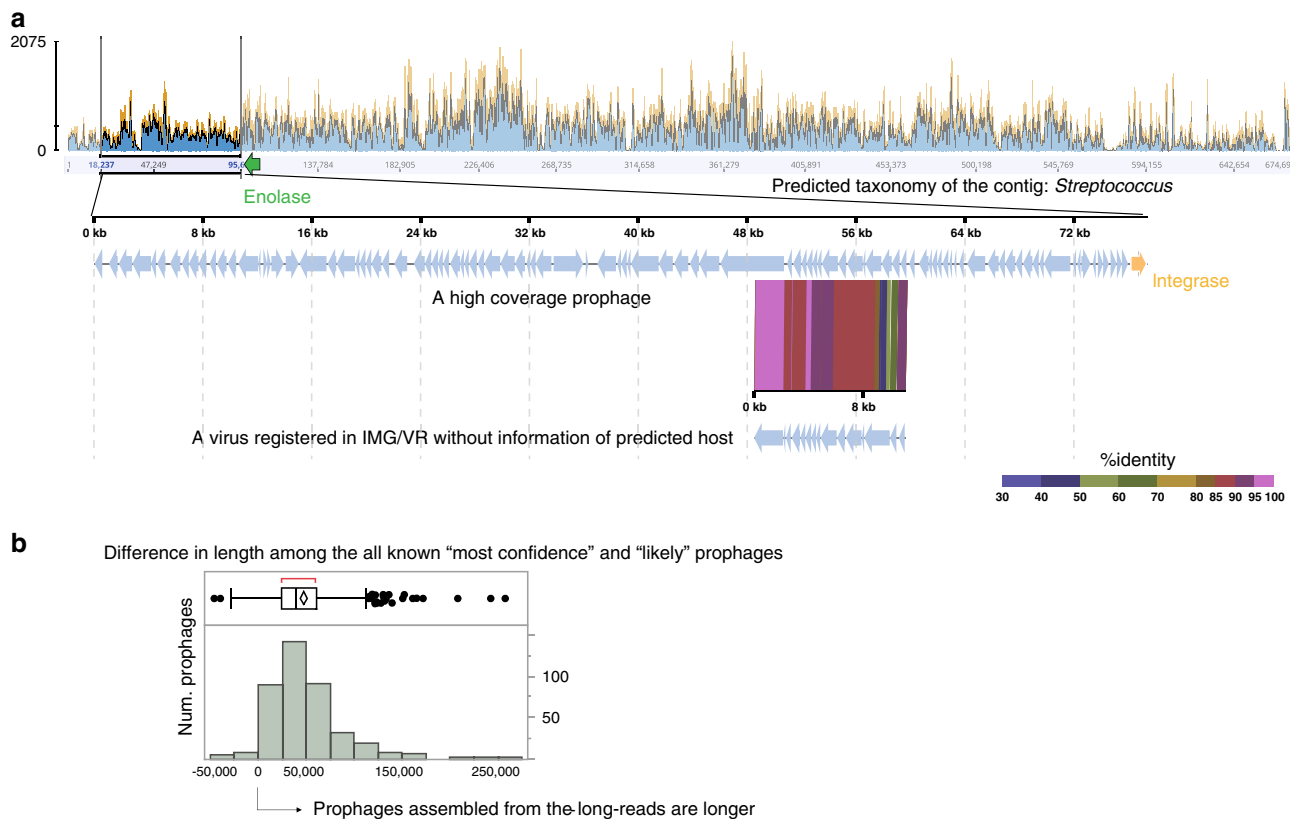 a
2075
0
1 18,237 47,249 95,6 137,784 182,905 226,406 268,735 314,658 361,279 405,891 453,373 500,198 545,769 594,155 642,654 674,69
Enolase
Predicted taxonomy of the contig: Streptococcus
0 kb 8 kb 16 kb 24 kb 32 kb 40 kb 48 kb 56 kb 64 kb 72 kb
Integrase
A high coverage prophage
0 kb 8 kb
A virus registered in IMG/VR without information of predicted host
%identity
30 40 50 60 70 80 85 90 95 100
b
Difference in length among the all known “most confidence” and “likely” prophages
Num. prophages
100
50
-50,000 0 50,000 150,000 250,000
Prophages assembled from the-long-reads are longer